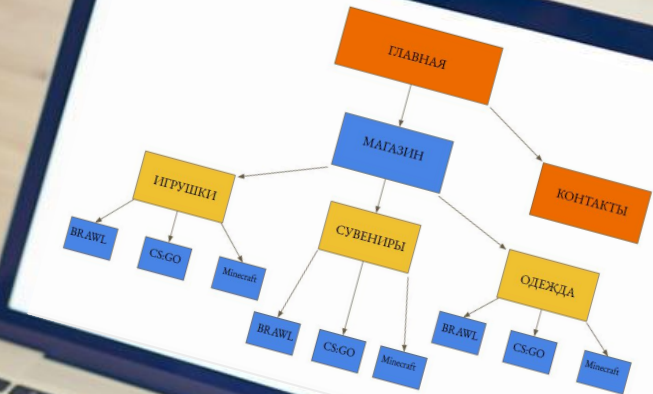 ГЛАВНАЯ
МАГАЗИН
КОНТАКТЫ
ИГРУШКИ
СУВЕНИРЫ
ОДЕЖДА
BRAWL
CS:GO
Minecraft
BRAWL
CS:GO
Minecraft
BRAWL
CS:GO
Minecraft